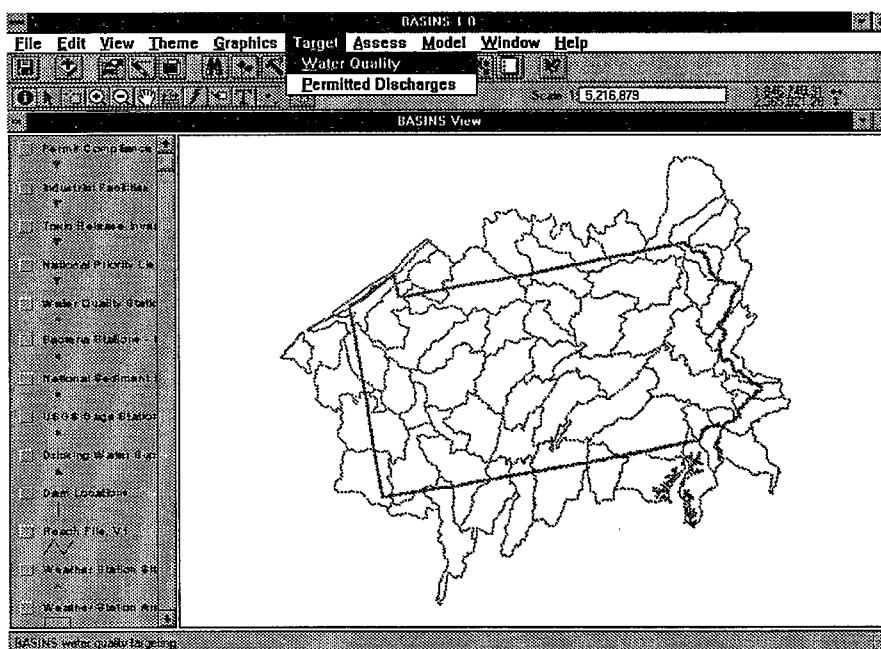 BASINS 1.0
File Edit View Theme Graphics Target Assess Model Window Help
Water Quality
Permitted Discharges
Scale 1: 5,216,879
BASINS View
Permit Compliance
Industrial Facilities
Toxic Release Inven
National Priority Lis
Water Quality Statio
Bacteria Stations -
National Sediment
USGS Gage Station
Drinking Water Sup
Dam Locations
Reach File, V1
Weather Station Sit
Weather Station Are
BASINS water quality targeting